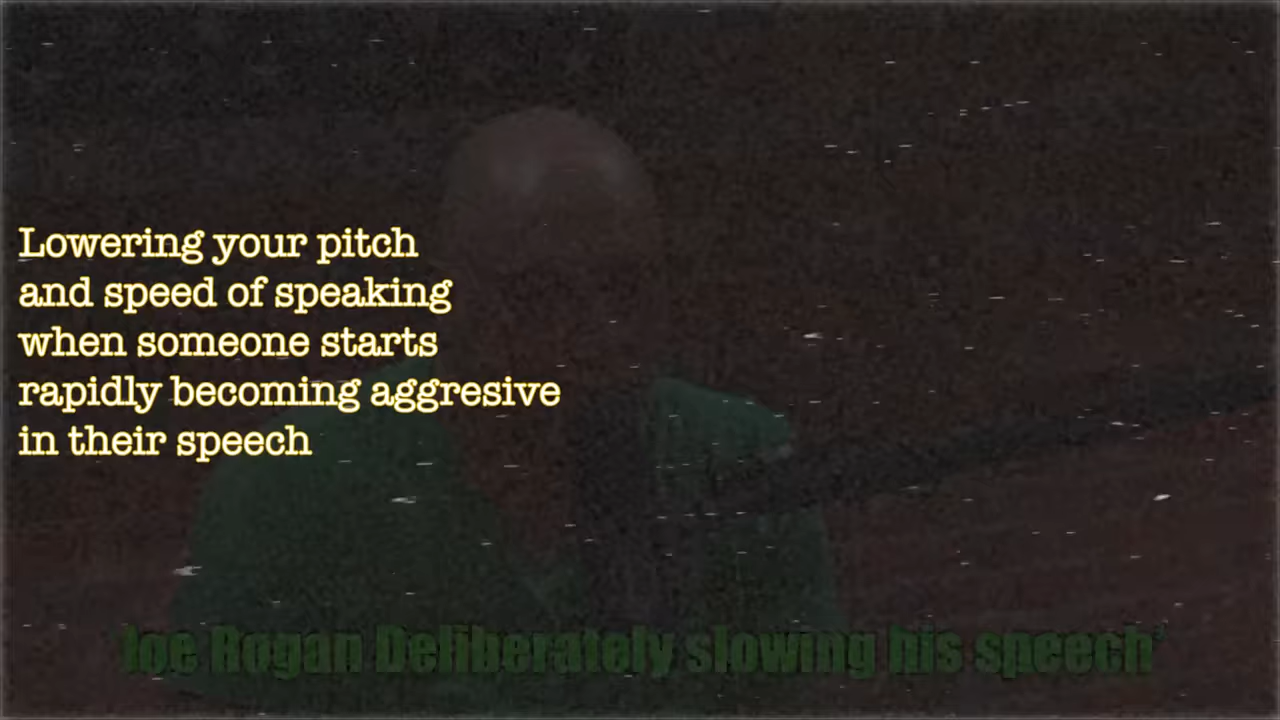 Lowering your pitch
and speed of speaking
when someone starts
rapidly becoming aggresive
in their speech
Joe Rogan Deliberately slowing his speech*